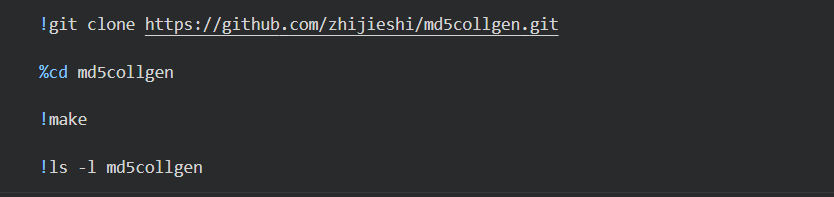 !git clone https://github.com/zhijieshi/md5collgen.git
%cd md5collgen
!make
!ls -l md5collgen